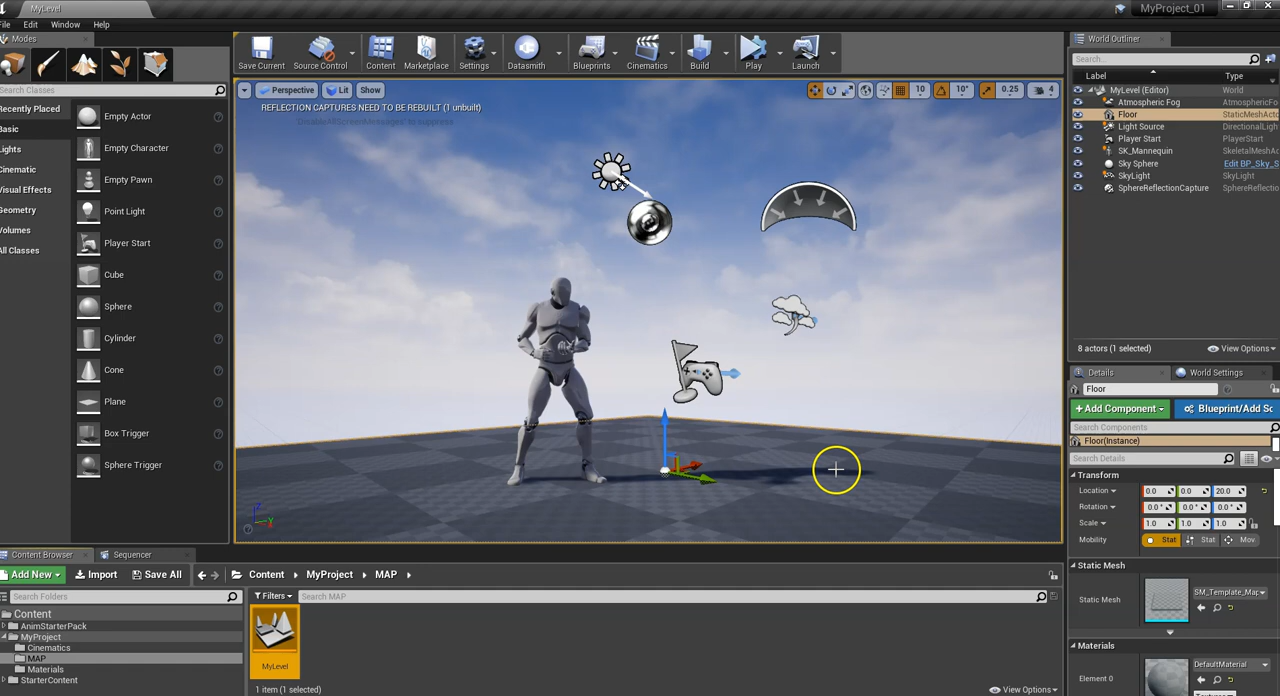 MyLevel
MyProject_01
File Edit Window Help
Modes
Search Classes
Recently Placed
Basic
Lights
Cinematic
Visual Effects
Geometry
Volumes
All Classes
Empty Actor
Empty Character
Empty Pawn
Point Light
Player Start
Cube
Sphere
Cylinder
Cone
Plane
Box Trigger
Sphere Trigger
Save Current
Source Control
Content
Marketplace
Settings
Datasmith
Blueprints
Cinematics
Build
Play
Launch
Perspective
Lit
Show
10
10°
0.25
4
REFLECTION CAPTURES NEED TO BE REBUILT (1 unbuilt)
'DisableAllScreenMessages' to suppress
World Outliner
Search...
Label Type
MyLevel (Editor) World
Atmospheric Fog AtmosphericFo
Floor StaticMeshActo
Light Source DirectionalLigh
Player Start PlayerStart
SK_Mannequin SkeletalMeshAc
Sky Sphere Edit BP_Sky_S
SkyLight SkyLight
SphereReflectionCapture SphereReflection
8 actors (1 selected)
View Options
Details
World Settings
Floor
+Add Component
Blueprint/Add Sc
Search Components
Floor(Instance)
Search Details
Transform
Location 0.0 0.0 20.0
Rotation 0.0° 0.0° 0.0°
Scale 1.0 1.0 1.0
Mobility Stat Stat Mov
Static Mesh
Static Mesh SM_Template_Map
Materials
Element 0 DefaultMaterial
Content Browser
Sequencer
Add New
Import
Save All
Content MyProject MAP
Search Folders
Filters
Search MAP
Content
AnimStarterPack
MyProject
Cinematics
MAP
Materials
StarterContent
MyLevel
1 item (1 selected)
View Options